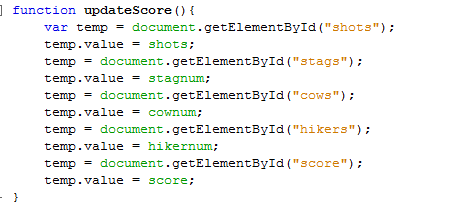 function updateScore(){
var temp = document.getElementById("shots");
temp.value = shots;
temp = document.getElementById("stags");
temp.value = stagnum;
temp = document.getElementById("cows");
temp.value = cownum;
temp = document.getElementById("hikers");
temp.value = hikernum;
temp = document.getElementById("score");
temp.value = score;
}